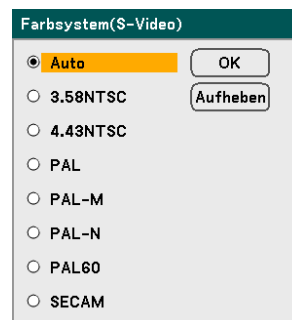 Farbsystem(S-Video)
Auto
OK
3.58NTSC
Aufheben
4.43NTSC
PAL
PAL-M
PAL-N
PAL60
SECAM